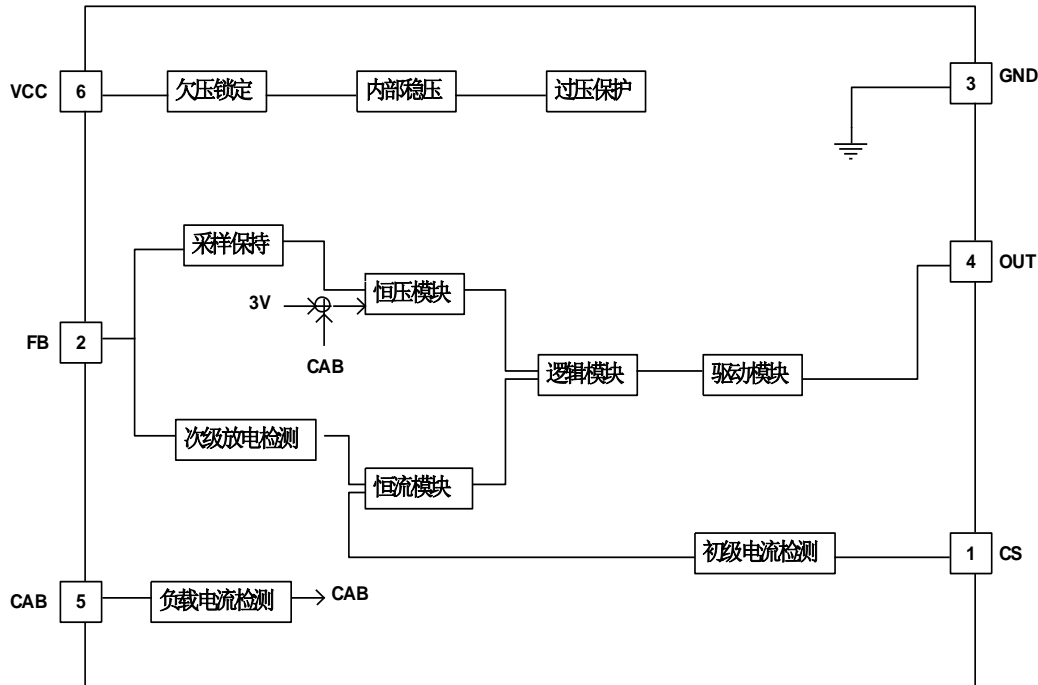 VCC
6
欠压锁定
内部稳压
过压保护
3
GND
采样保持
4
OUT
恒压模块
3V
FB
2
CAB
逻辑模块
驱动模块
次级放电检测
恒流模块
初级电流检测
1
CS
CAB
5
负载电流检测
CAB